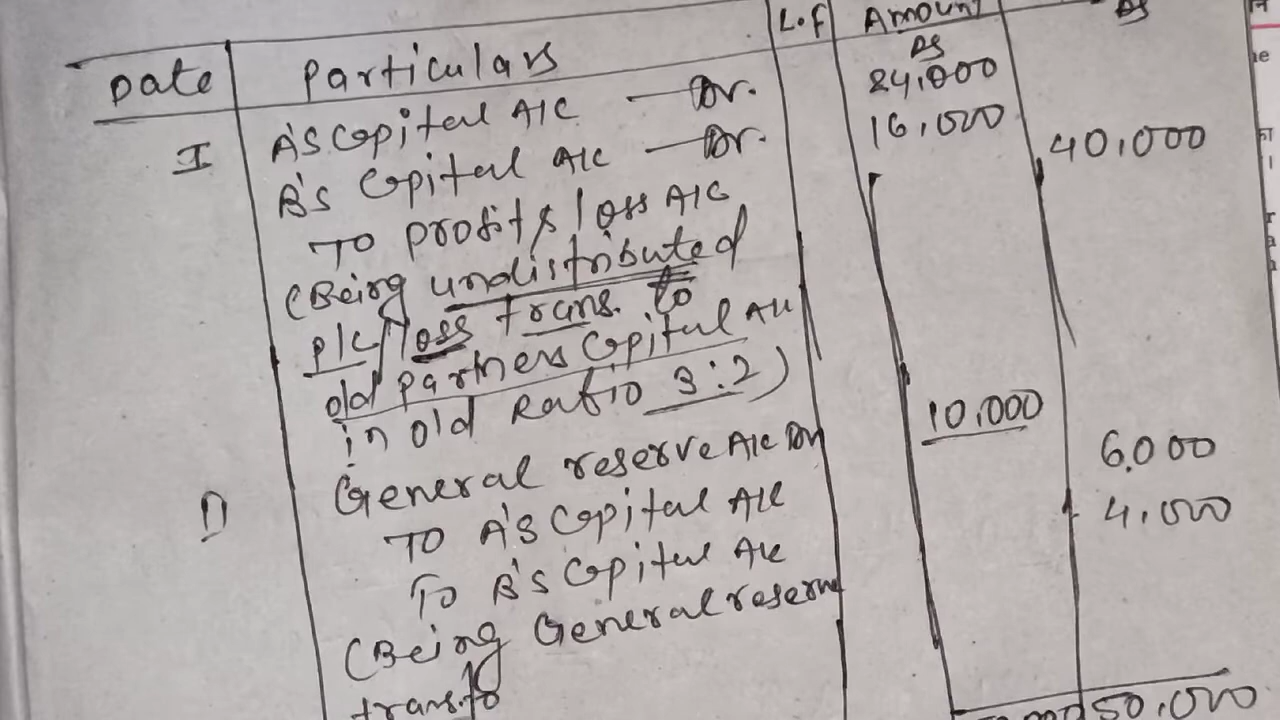 Date Particulars L.f Amount Rs Rs
I A'S Capital A/C — Dr. 24,000
B'S Capital A/C — Dr. 16,000
To profit & loss A/C 40,000
(Being undistributed
P/L loss trans. to
old partners Capital A/c
in old Ratio 3:2)
II General reserve A/c Dr 10,000
To A'S Capital A/c 6,000
To B'S Capital A/c 4,000
(Being General reserve
trans. to
50,000